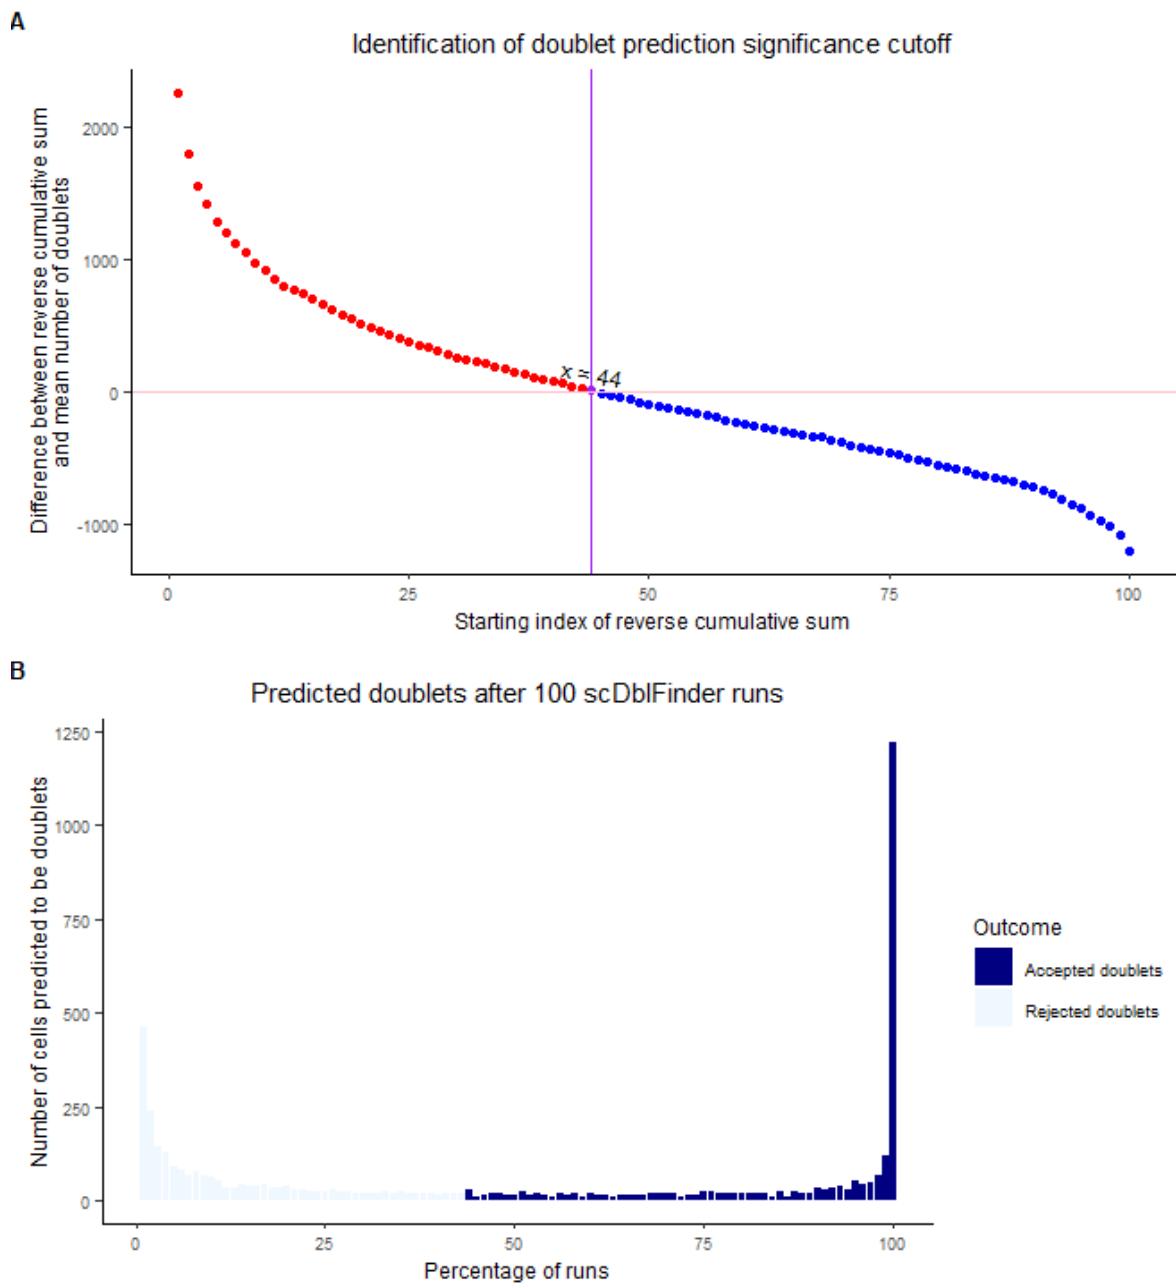 A
Identification of doublet prediction significance cutoff
Difference between reverse cumulative sum
and mean number of doublets
2000
1000
0
-1000
x = 44
0 25 50 75 100
Starting index of reverse cumulative sum
B
Predicted doublets after 100 scDblFinder runs
Number of cells predicted to be doublets
1250
1000
750
500
250
0
0 25 50 75 100
Percentage of runs
Outcome
Accepted doublets
Rejected doublets